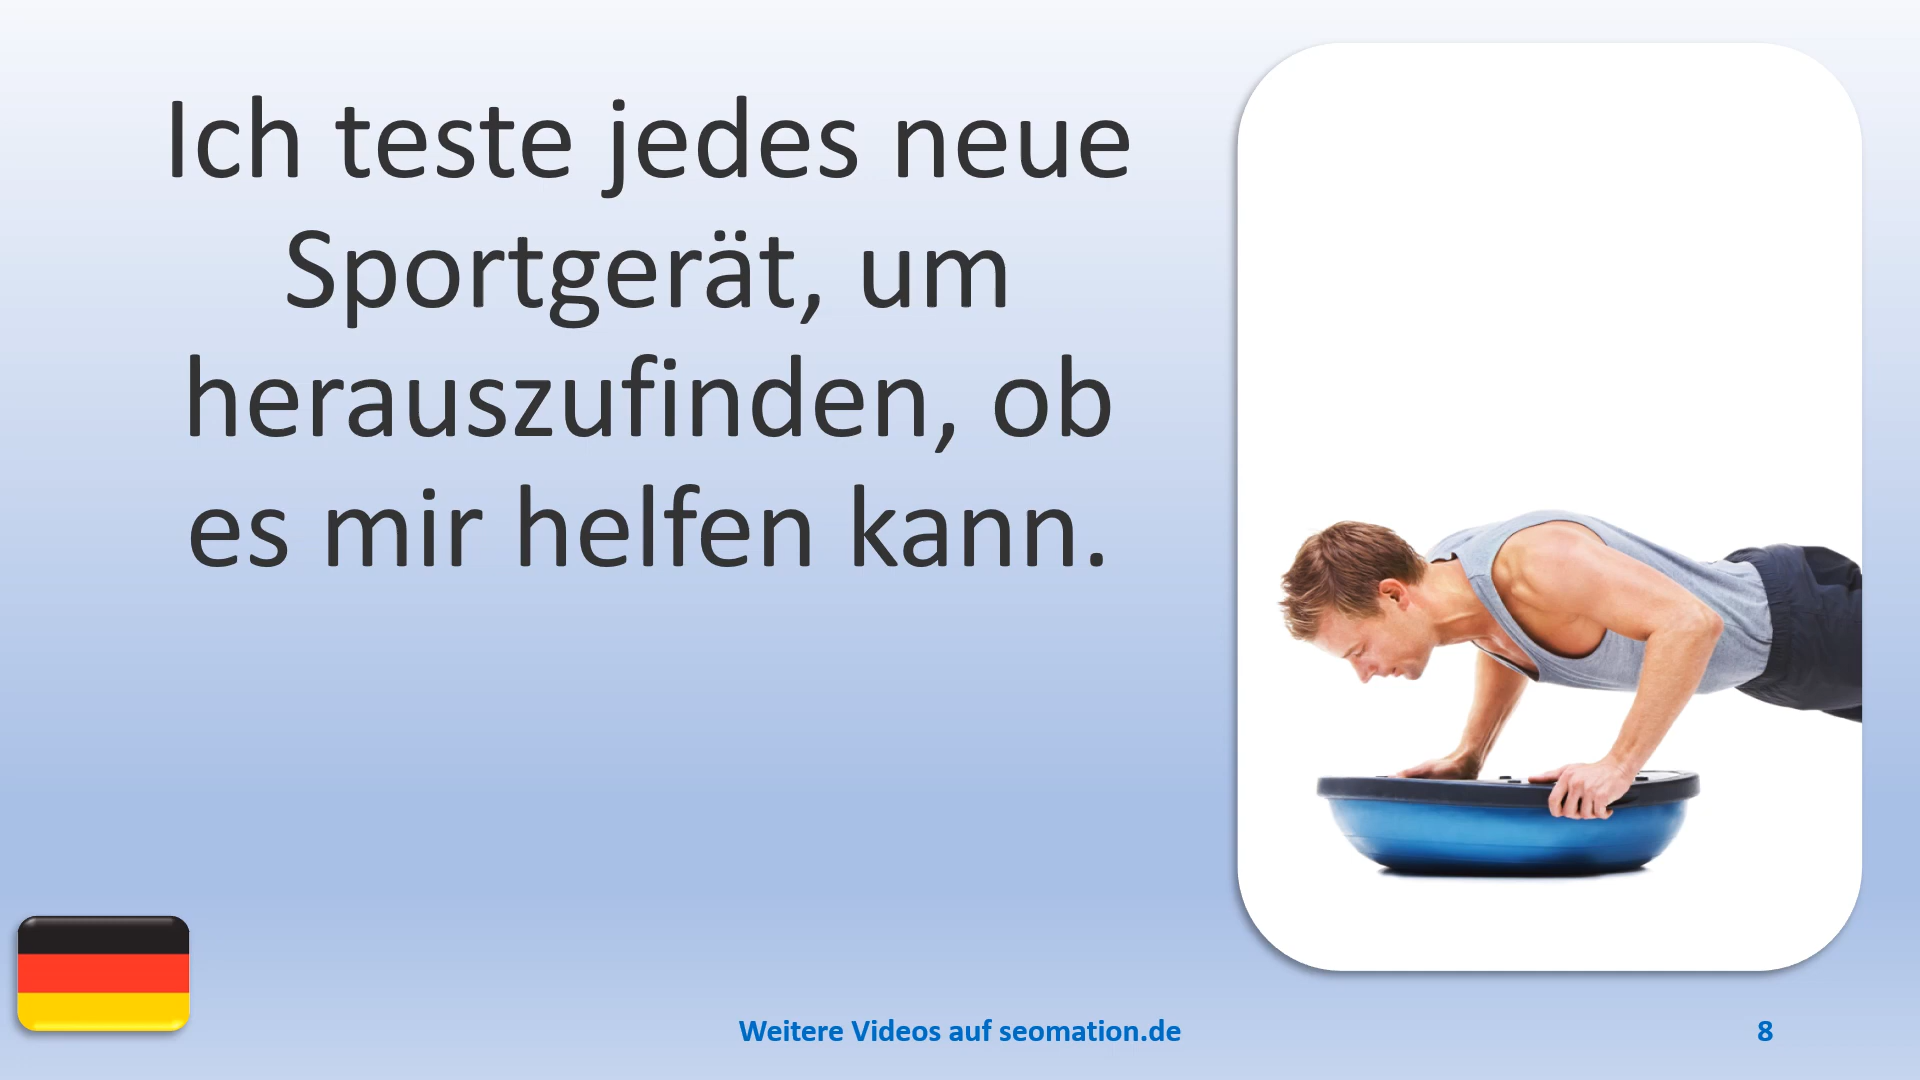 Ich teste jedes neue
Sportgerät, um
herauszufinden, ob
es mir helfen kann.
Weitere Videos auf seomation.de
8